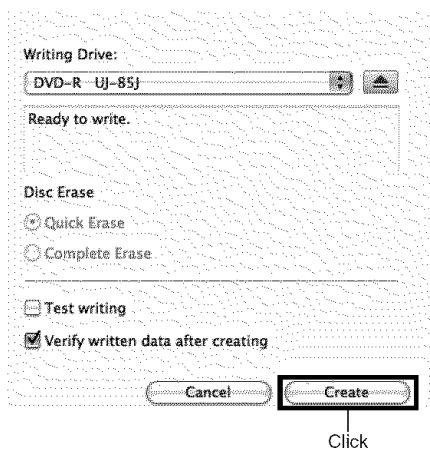 Writing Drive:
DVD-R UJ-85J
Ready to write.
Disc Erase
Quick Erase
Complete Erase
Test writing
Verify written data after creating
Cancel Create
Click